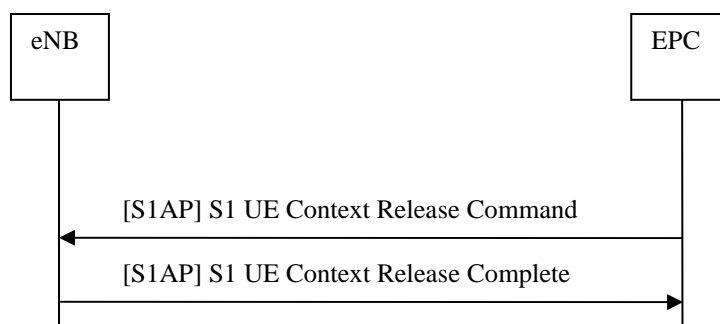 eNB
EPC
[S1AP] S1 UE Context Release Command
[S1AP] S1 UE Context Release Complete